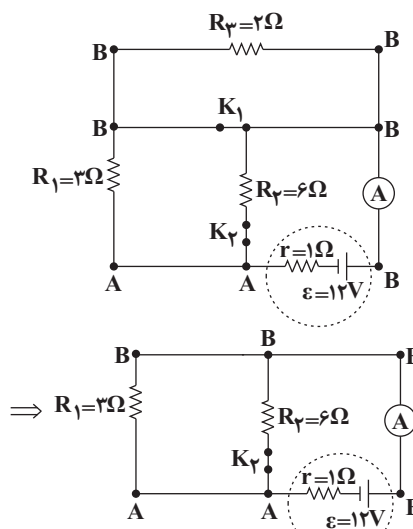 R۳=۲Ω
B B
B K۱ B
R۱=۳Ω R۲=۶Ω A
K۲
r=۱Ω
A A B
ε=۱۲V
B B B
⇒ R۱=۳Ω R۲=۶Ω A
K۲
r=۱Ω
A A B
ε=۱۲V